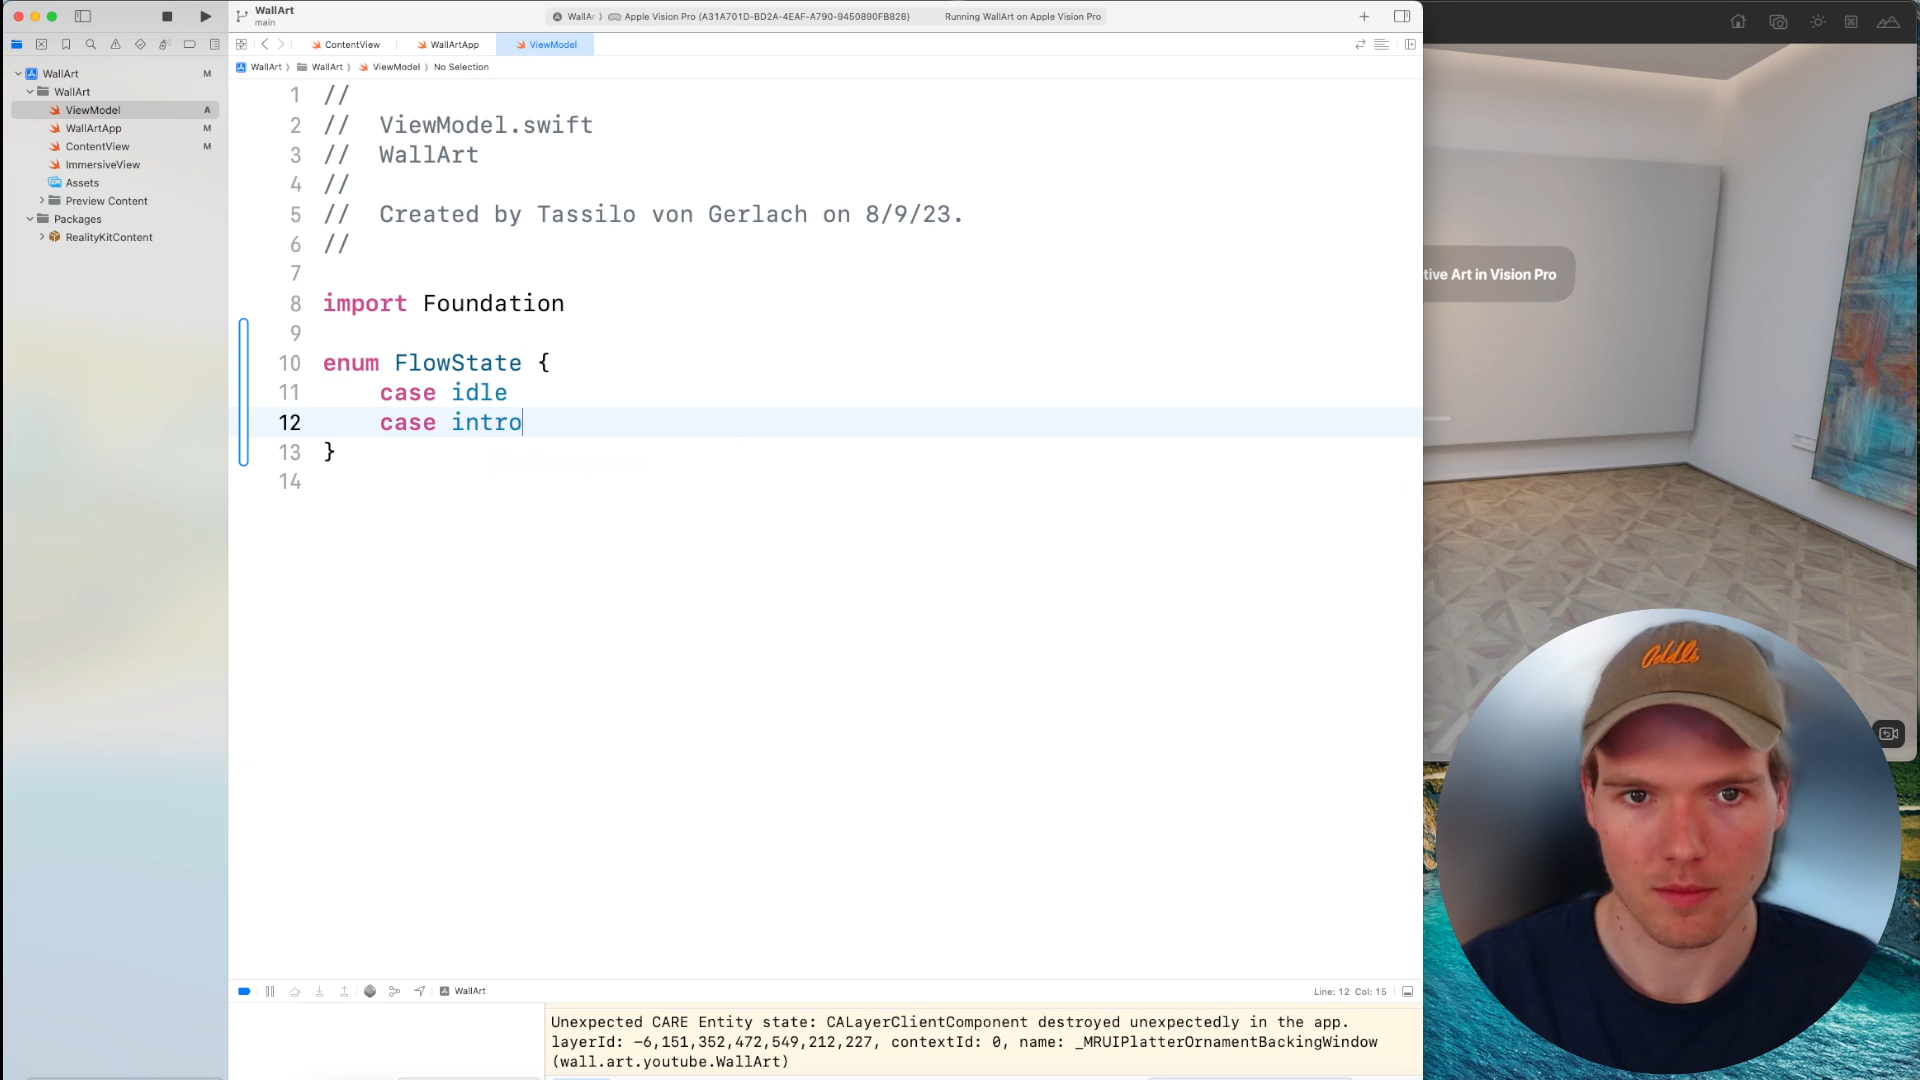 WallArt
main
WallAr
Apple Vision Pro (A31A701D-BD2A-4EAF-A790-9450890FB828)
Running WallArt on Apple Vision Pro
ContentView
WallArtApp
ViewModel
WallArt
WallArt
ViewModel
No Selection
WallArt M
WallArt
ViewModel A
WallArtApp M
ContentView M
ImmersiveView
Assets
Preview Content
Packages
RealityKitContent
1 //
2 // ViewModel.swift
3 // WallArt
4 //
5 // Created by Tassilo von Gerlach on 8/9/23.
6 //
7
8 import Foundation
9
10 enum FlowState {
11 case idle
12 case intro
13 }
14
tive Art in Vision Pro
Oddli
WallArt
Line: 12 Col: 15
Unexpected CARE Entity state: CALayerClientComponent destroyed unexpectedly in the app.
layerId: -6,151,352,472,549,212,227, contextId: 0, name: _MRUIPlatterOrnamentBackingWindow
(wall.art.youtube.WallArt)